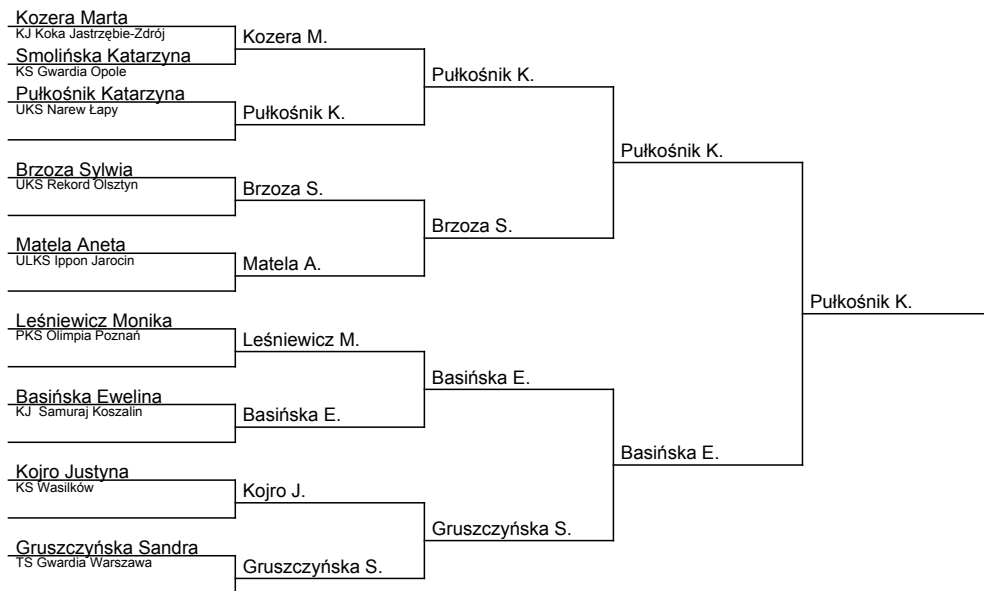 Kozera Marta
KJ Koka Jastrzębie-Zdrój
Smolińska Katarzyna
KS Gwardia Opole
Pułkośnik Katarzyna
UKS Narew Łapy
Brzoza Sylwia
UKS Rekord Olsztyn
Matela Aneta
ULKS Ippon Jarocin
Leśniewicz Monika
PKS Olimpia Poznań
Basińska Ewelina
KJ  Samuraj Koszalin
Kojro Justyna
KS Wasilków
Gruszczyńska Sandra
TS Gwardia Warszawa
Kozera M.
Pułkośnik K.
Brzoza S.
Matela A.
Leśniewicz M.
Basińska E.
Kojro J.
Gruszczyńska S.
Pułkośnik K.
Brzoza S.
Basińska E.
Gruszczyńska S.
Pułkośnik K.
Basińska E.
Pułkośnik K.